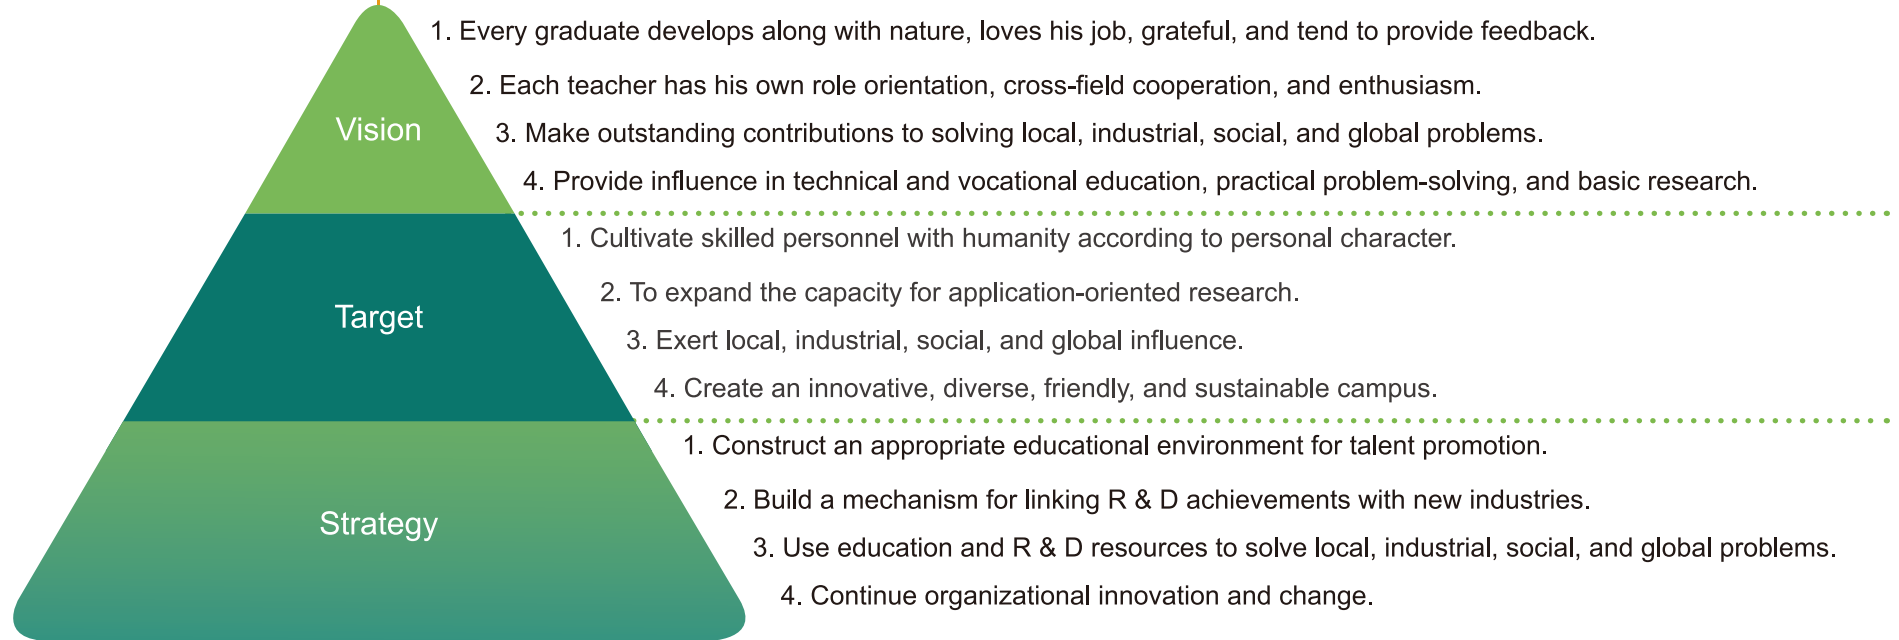 1. Every graduate develops along with nature, loves his job, grateful, and tend to provide feedback.
2. Each teacher has his own role orientation, cross-field cooperation, and enthusiasm.
Vision
3. Make outstanding contributions to solving local, industrial, social, and global problems.
4. Provide influence in technical and vocational education, practical problem-solving, and basic research.
1. Cultivate skilled personnel with humanity according to personal character.
2. To expand the capacity for application-oriented research.
Target
3. Exert local, industrial, social, and global influence.
4. Create an innovative, diverse, friendly, and sustainable campus.
1. Construct an appropriate educational environment for talent promotion.
2. Build a mechanism for linking R & D achievements with new industries.
Strategy
3. Use education and R & D resources to solve local, industrial, social, and global problems.
4. Continue organizational innovation and change.